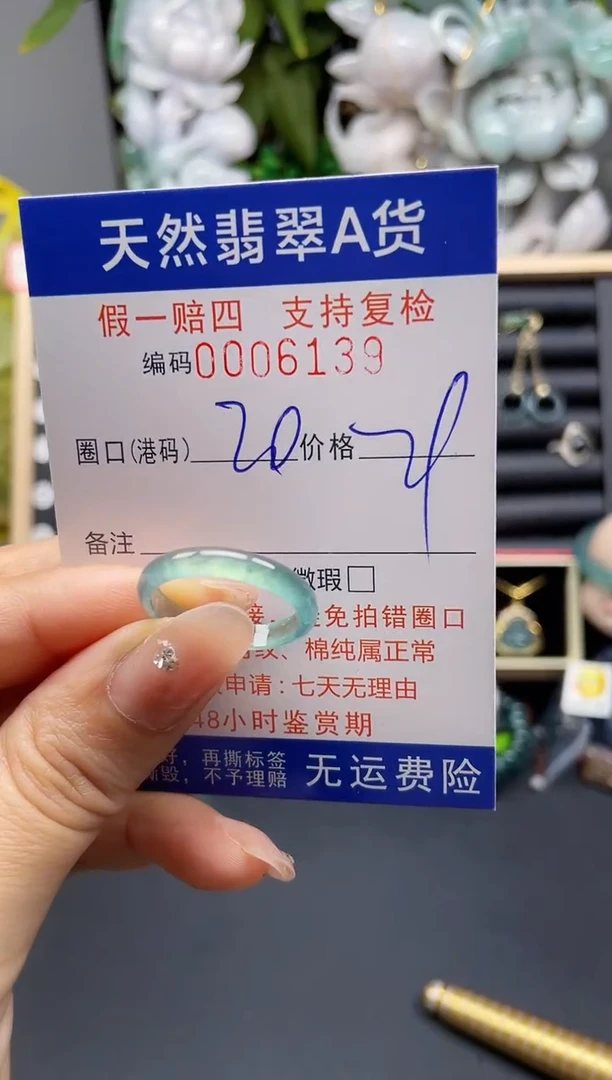 天然翡翠A货
假一赔四 支持复检
编码0006139
圈口(港码) 20 价格
备注
微瑕□
免拍错圈口
纹、棉纯属正常
申请:七天无理由
48小时鉴赏期
再撕标签
撕毁,不予理赔
无运费险